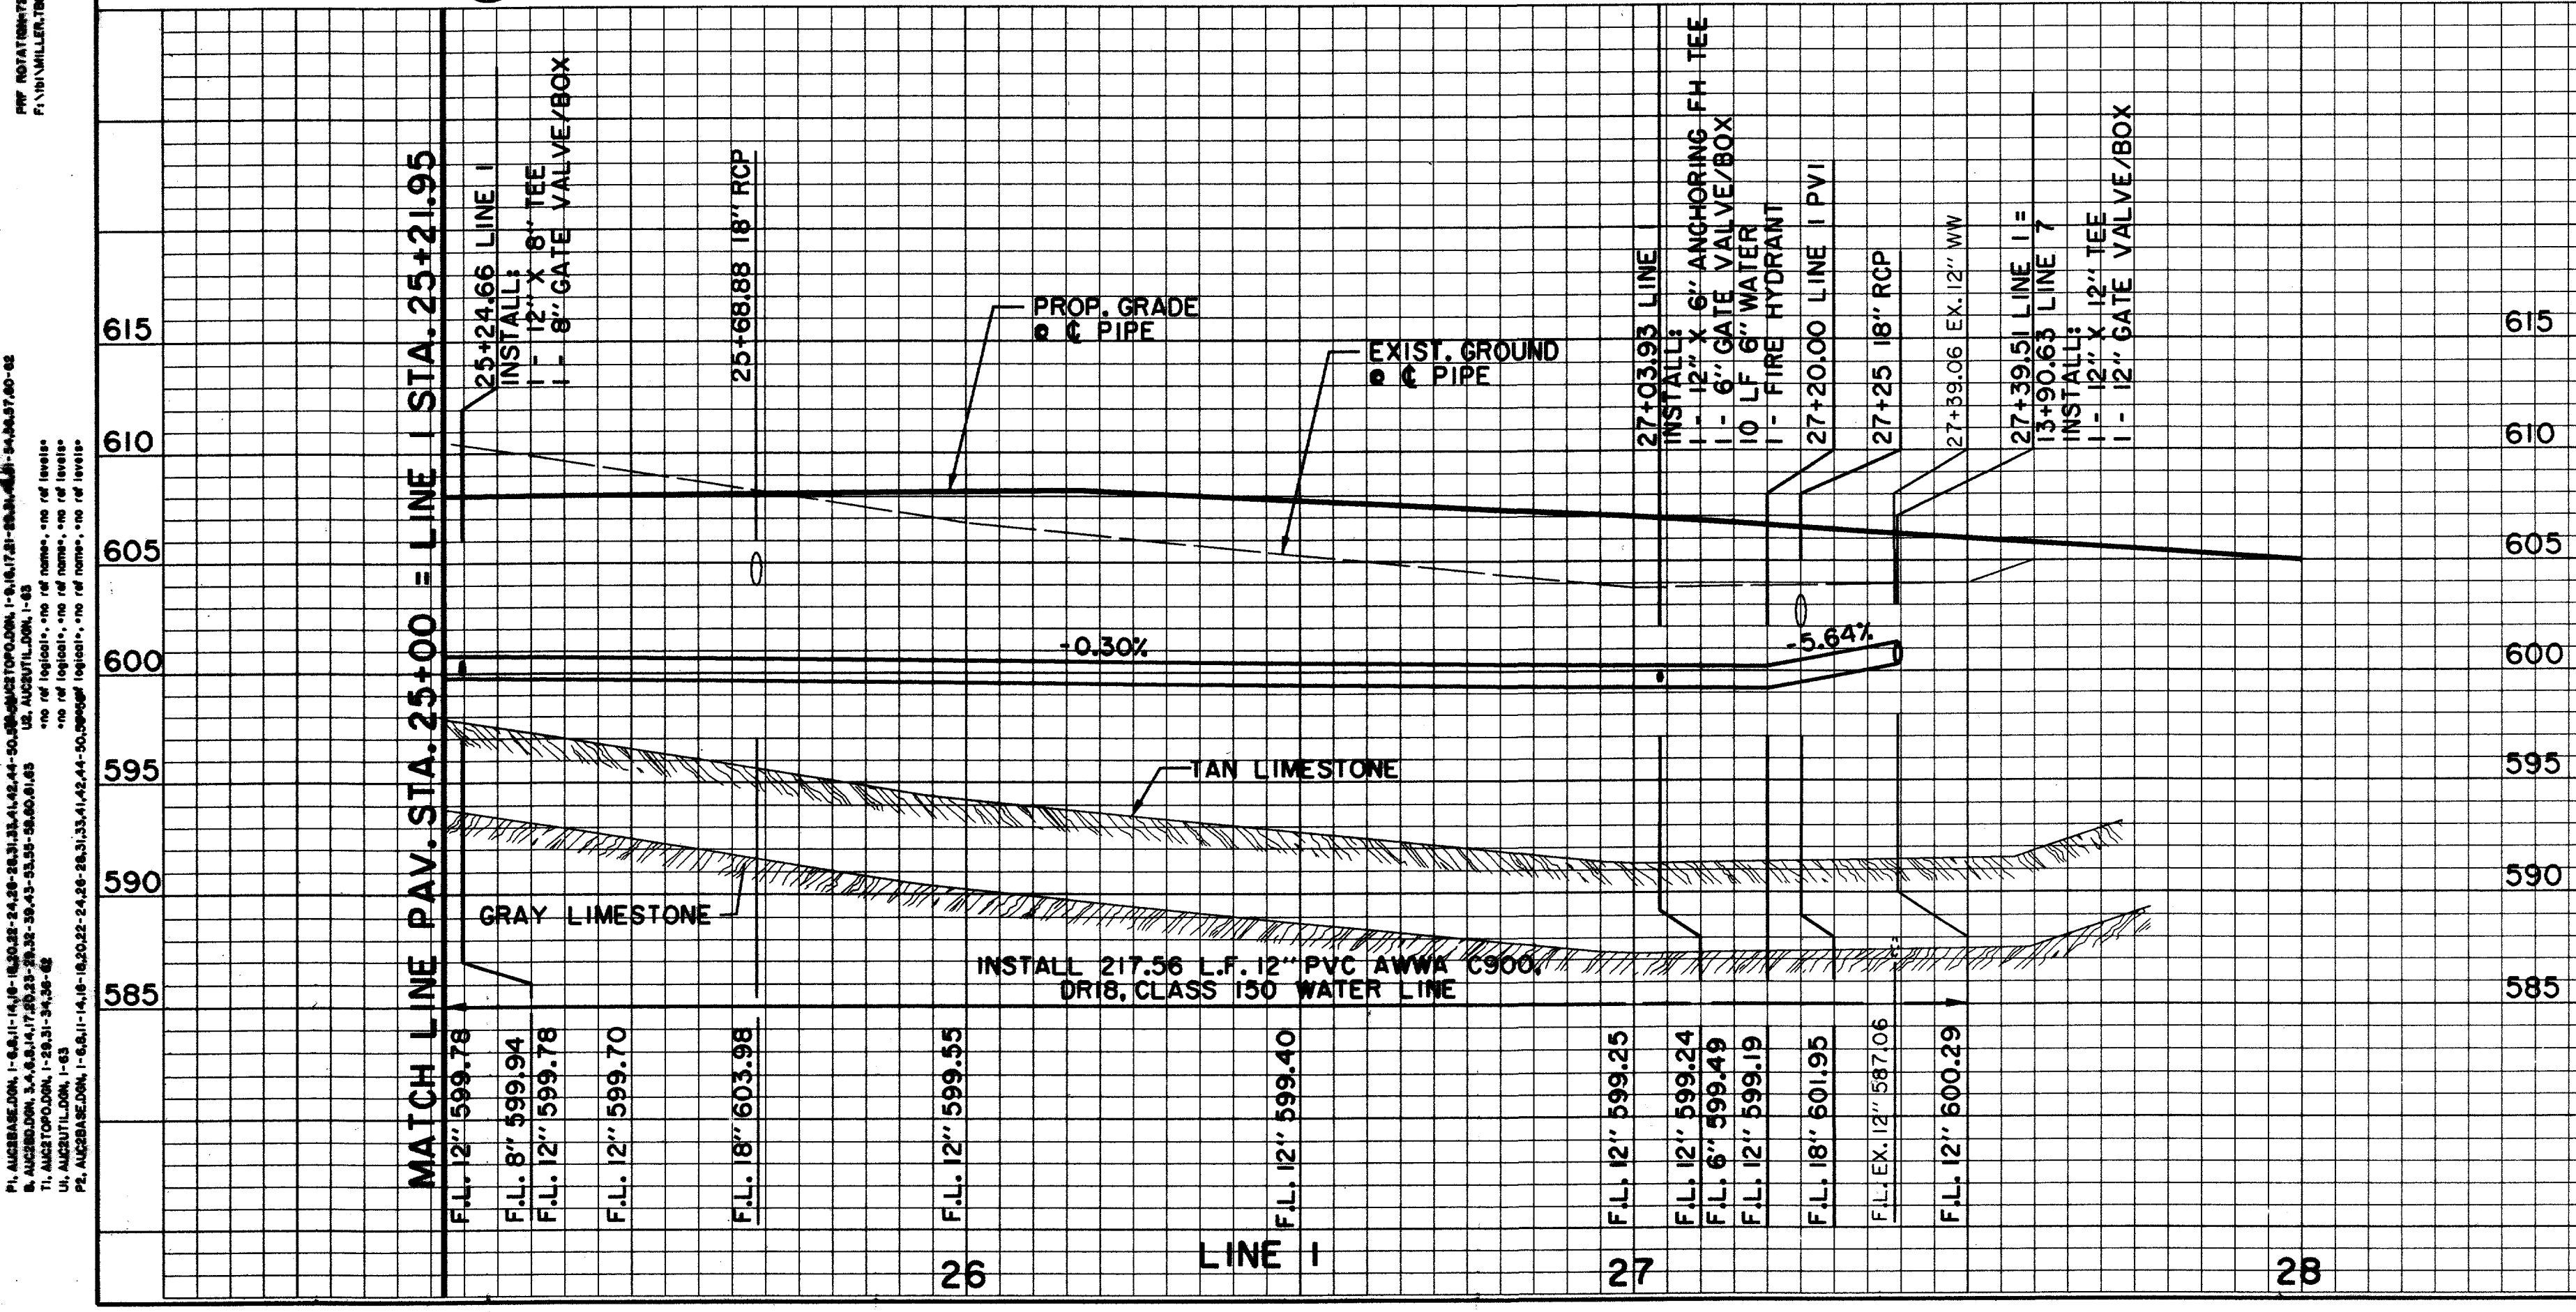 MATCH LINE PAV. STA. 25+00 = LINE 1 STA. 25+21.95
25+24.66 LINE 1
INSTALL:
1 - 12" X 8" TEE
1 - 8" GATE VALVE/BOX
25+68.88 18" RCP
PROP. GRADE
@ ℄ PIPE
EXIST. GROUND
@ ℄ PIPE
27+03.93 LINE 1
INSTALL:
1 - 12" X 6" ANCHORING FH TEE
1 - 6" GATE VALVE/BOX
10 LF 6" WATER
1 - FIRE HYDRANT
27+20.00 LINE 1 PVI
27+25 18" RCP
27+39.06 EX. 12" WW
27+39.51 LINE 1 =
13+90.63 LINE 7
INSTALL:
1 - 12" X 12" TEE
1 - 12" GATE VALVE/BOX
615 615
610 610
605 605
600 600
595 595
590 590
585 585
-0.30%
-5.64%
TAN LIMESTONE
GRAY LIMESTONE
INSTALL 217.56 L.F. 12" PVC AWWA C900,
DR18, CLASS 150 WATER LINE
F.L. 12" 599.78
F.L. 8" 599.94
F.L. 12" 599.78
F.L. 12" 599.70
F.L. 18" 603.98
F.L. 12" 599.55
F.L. 12" 599.40
F.L. 12" 599.25
F.L. 12" 599.24
F.L. 6" 599.49
F.L. 12" 599.19
F.L. 18" 601.95
F.L. EX. 12" 587.06
F.L. 12" 600.29
LINE 1
26 27 28